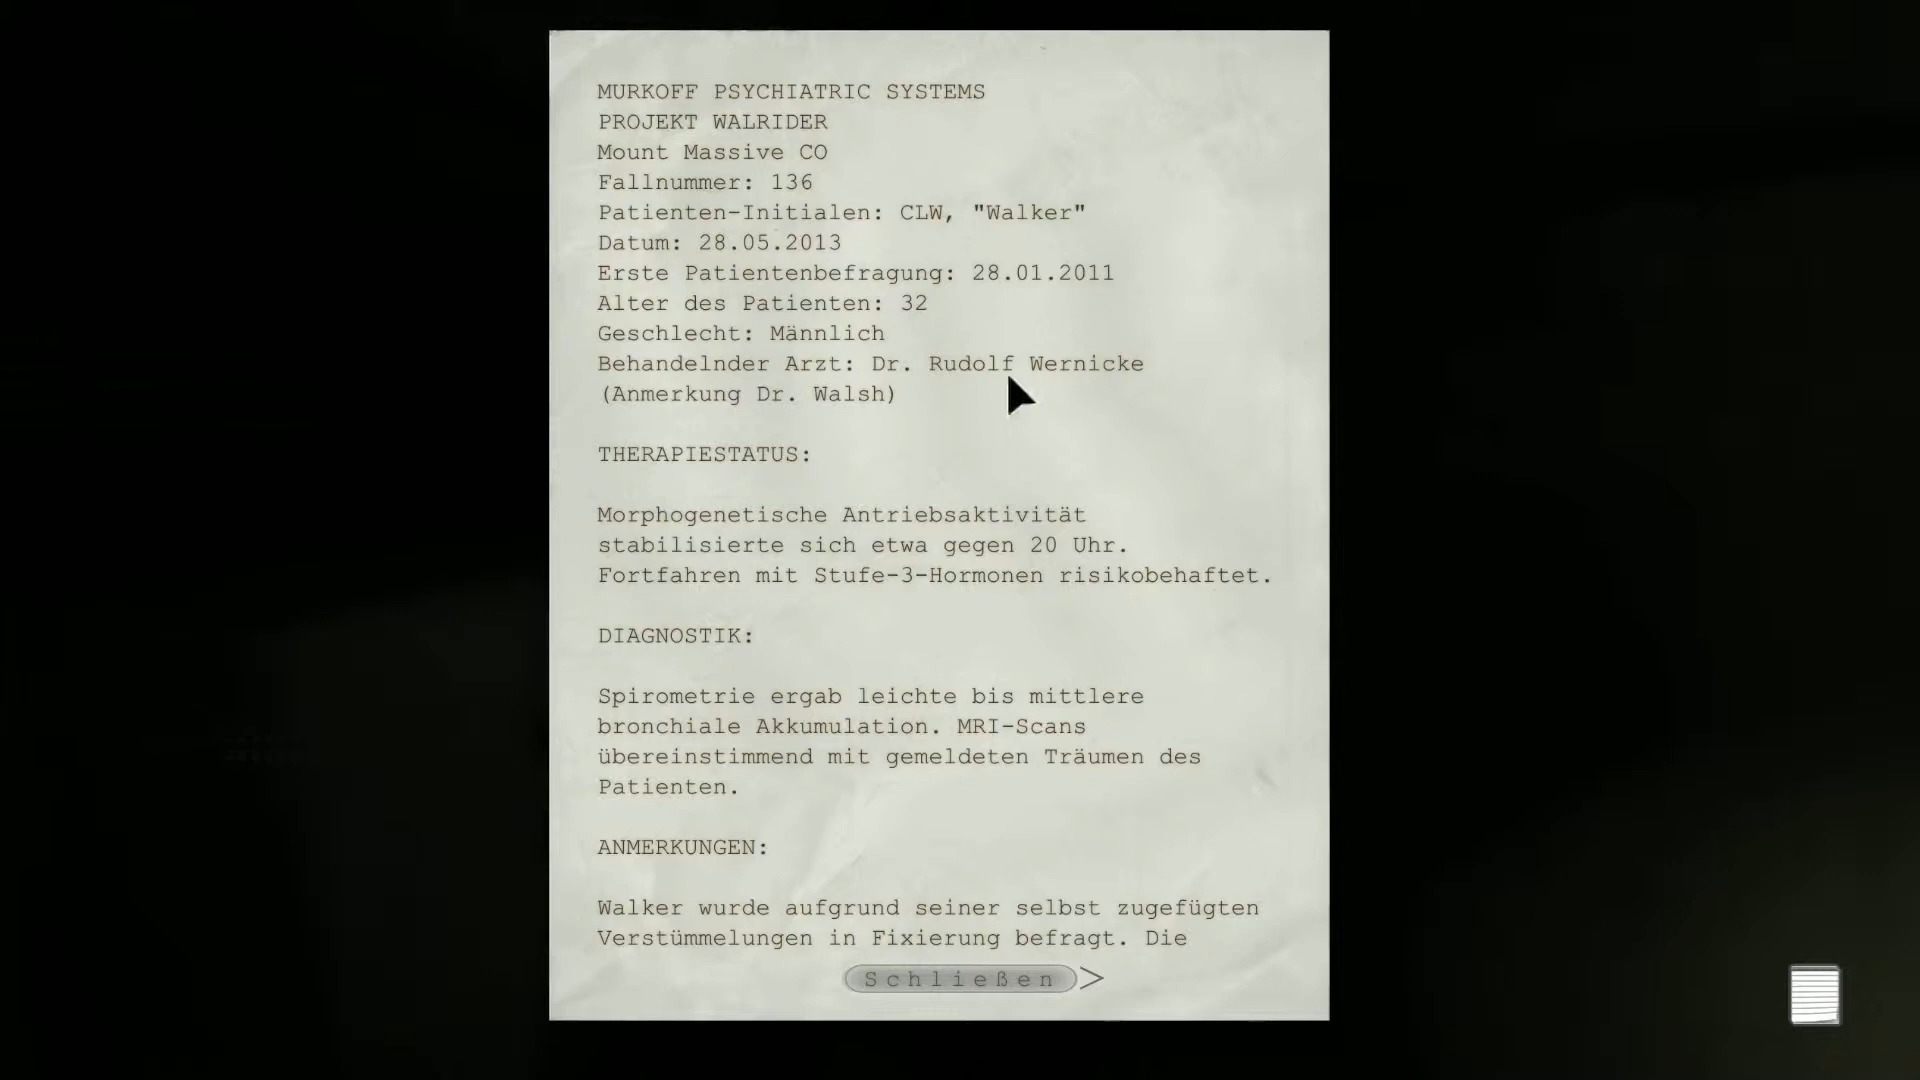 MURKOFF PSYCHIATRIC SYSTEMS
PROJEKT WALRIDER
Mount Massive CO
Fallnummer: 136
Patienten-Initialen: CLW, "Walker"
Datum: 28.05.2013
Erste Patientenbefragung: 28.01.2011
Alter des Patienten: 32
Geschlecht: Männlich
Behandelnder Arzt: Dr. Rudolf Wernicke
(Anmerkung Dr. Walsh)
THERAPIESTATUS:
Morphogenetische Antriebsaktivität
stabilisierte sich etwa gegen 20 Uhr.
Fortfahren mit Stufe-3-Hormonen risikobehaftet.
DIAGNOSTIK:
Spirometrie ergab leichte bis mittlere
bronchiale Akkumulation. MRI-Scans
übereinstimmend mit gemeldeten Träumen des
Patienten.
ANMERKUNGEN:
Walker wurde aufgrund seiner selbst zugefügten
Verstümmelungen in Fixierung befragt. Die
Schließen >